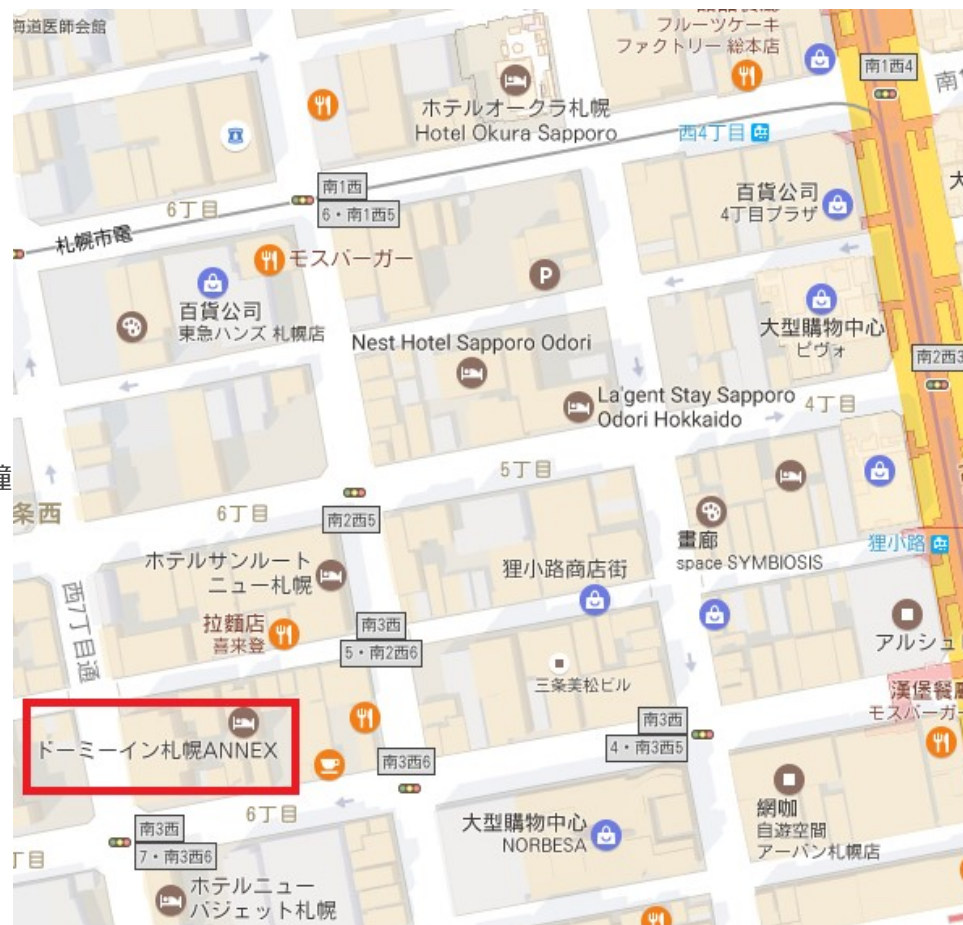 海道医師会館
フルーツケーキ
ファクトリー 総本店
南1西4
ホテルオークラ札幌
Hotel Okura Sapporo
西4丁目
南1西
6・南1西5
6丁目
百貨公司
4丁目プラザ
札幌市電
モスバーガー
P
百貨公司
東急ハンズ 札幌店
大型購物中心
ピヴォ
Nest Hotel Sapporo Odori
南2西3
La'gent Stay Sapporo
Odori Hokkaido
4丁目
5丁目
条西
6丁目
南2西5
畫廊
space SYMBIOSIS
狸小路
ホテルサンルート
ニュー札幌
狸小路商店街
西7丁目通
拉麵店
喜来登
南3西
5・南2西6
アルシュ
三条美松ビル
漢堡餐廳
モスバーガー
南3西
4・南3西5
ドーミーイン札幌ANNEX
南3西6
6丁目
網咖
自遊空間
アーバン札幌店
大型購物中心
NORBESA
南3西
7・南3西6
丁目
ホテルニュー
バジェット札幌